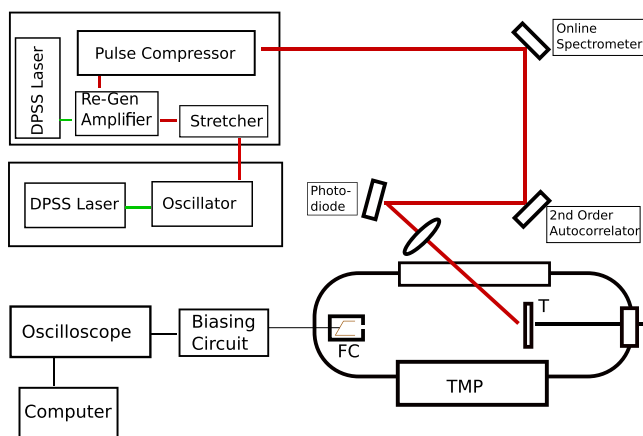 Pulse Compressor
DPSS Laser
Re-Gen
Amplifier
Stretcher
DPSS Laser
Oscillator
Online
Spectrometer
Photo-
diode
2nd Order
Autocorrelator
Oscilloscope
Biasing
Circuit
FC
T
TMP
Computer